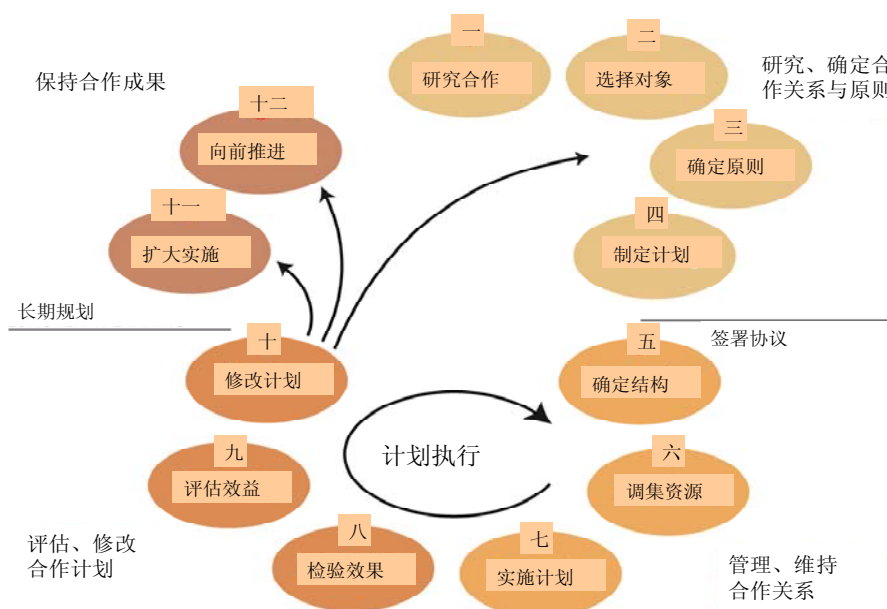 一
研究合作
二
选择对象
研究、确定合
作关系与原则
三
确定原则
四
制定计划
签署协议
五
确定结构
六
调集资源
管理、维持
合作关系
七
实施计划
八
检验效果
评估、修改
合作计划
九
评估效益
十
修改计划
计划执行
长期规划
十一
扩大实施
十二
向前推进
保持合作成果